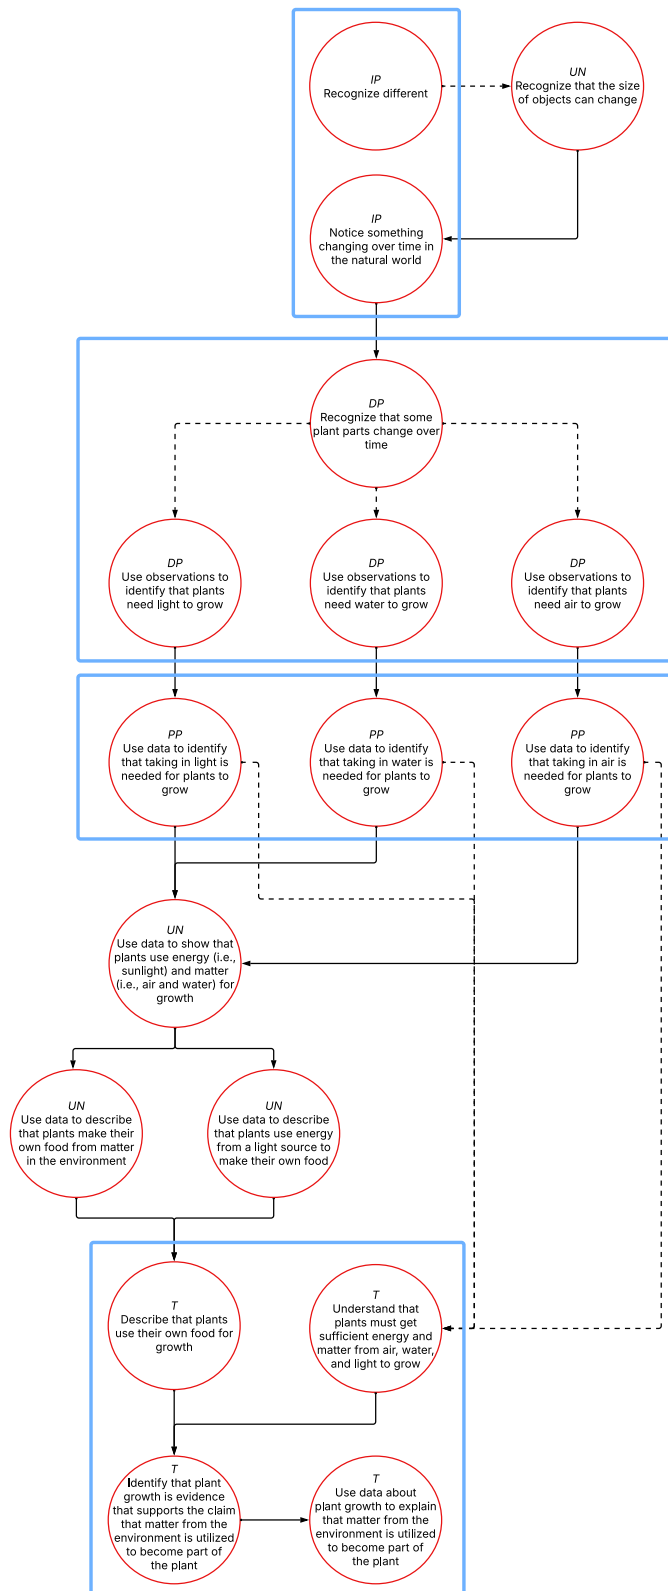 IP
Recognize different
UN
Recognize that the size
of objects can change
IP
Notice something
changing over time in
the natural world
DP
Recognize that some
plant parts change over
time
DP
Use observations to
identify that plants
need light to grow
DP
Use observations to
identify that plants
need water to grow
DP
Use observations to
identify that plants
need air to grow
PP
Use data to identify
that taking in light is
needed for plants to
grow
PP
Use data to identify
that taking in water is
needed for plants to
grow
PP
Use data to identify
that taking in air is
needed for plants to
grow
UN
Use data to show that
plants use energy (i.e.,
sunlight) and matter
(i.e., air and water) for
growth
UN
Use data to describe
that plants make their
own food from matter
in the environment
UN
Use data to describe
that plants use energy
from a light source to
make their own food
T
Describe that plants
use their own food for
growth
T
Understand that
plants must get
sufficient energy and
matter from air, water,
and light to grow
T
Identify that plant
growth is evidence
that supports the claim
that matter from the
environment is utilized
to become part of
the plant
T
Use data about
plant growth to explain
that matter from the
environment is utilized
to become part of
the plant